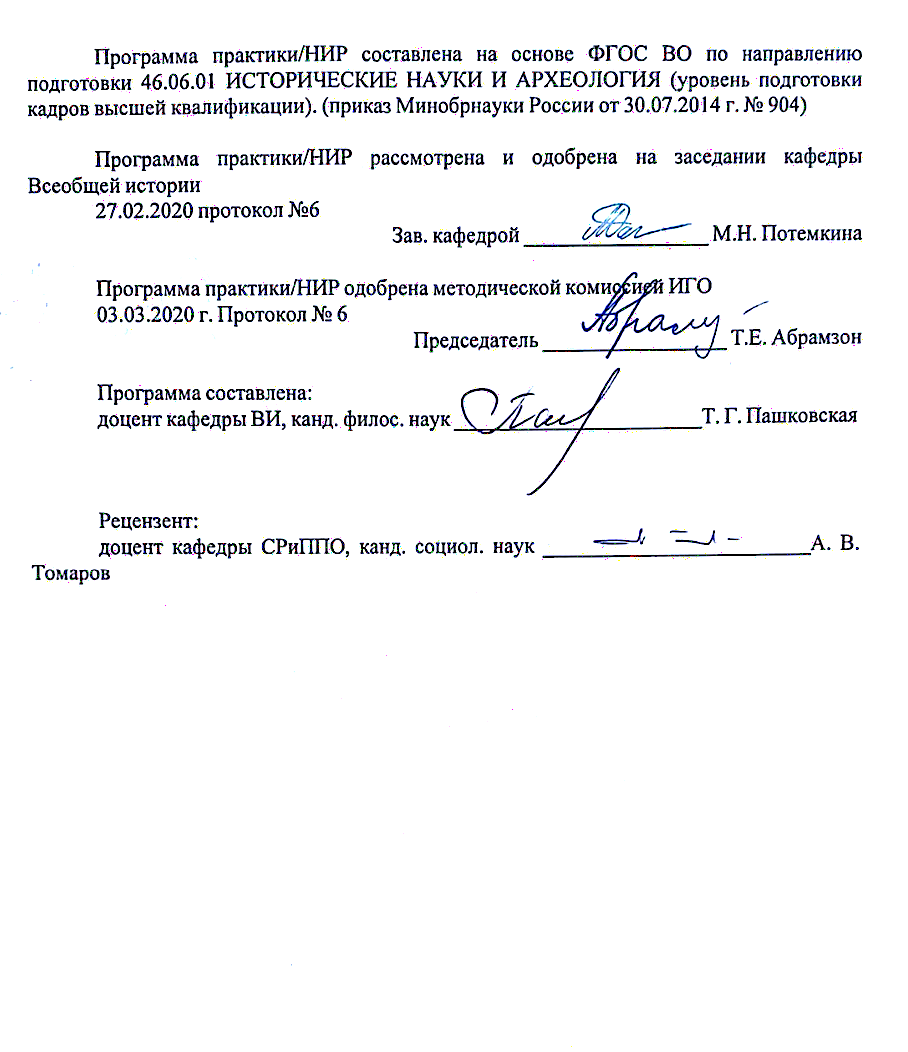 Программа практики/НИР составлена на основе ФГОС ВО по направлению
подготовки 46.06.01 ИСТОРИЧЕСКИЕ НАУКИ И АРХЕОЛОГИЯ (уровень подготовки
кадров высшей квалификации). (приказ Минобрнауки России от 30.07.2014 г. № 904)
Программа практики/НИР рассмотрена и одобрена на заседании кафедры
Всеобщей истории
27.02.2020 протокол №6
Зав. кафедрой _________________ М.Н. Потемкина
Программа практики/НИР одобрена методической комиссией ИГО
03.03.2020 г. Протокол № 6
Председатель _________________ Т.Е. Абрамзон
Программа составлена:
доцент кафедры ВИ, канд. филос. наук _______________________Т. Г. Пашковская
Рецензент:
доцент кафедры СРиППО, канд. социол. наук _________________________А. В.
Томаров